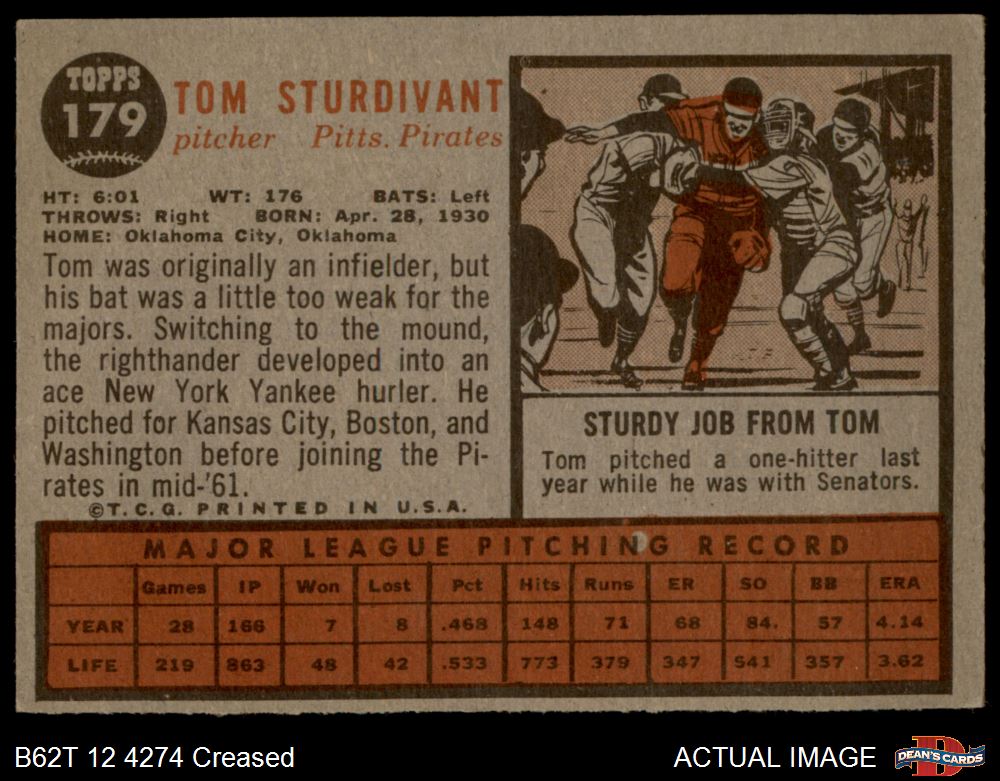 TOPPS
179
TOM STURDIVANT
pitcher Pitts. Pirates
HT: 6:01 WT: 176 BATS: Left
THROWS: Right BORN: Apr. 28, 1930
HOME: Oklahoma City, Oklahoma
Tom was originally an infielder, but
his bat was a little too weak for the
majors. Switching to the mound,
the righthander developed into an
ace New York Yankee hurler. He
pitched for Kansas City, Boston, and
Washington before joining the Pi-
rates in mid-'61.
©T.C.G. PRINTED IN U.S.A.
STURDY JOB FROM TOM
Tom pitched a one-hitter last
year while he was with Senators.
MAJOR LEAGUE PITCHING RECORD
Games IP Won Lost Pct Hits Runs ER SO BB ERA
YEAR 28 166 7 8 .468 148 71 68 84. 57 4.14
LIFE 219 863 48 42 .533 773 379 347 541 357 3.62
B62T 12 4274 Creased
ACTUAL IMAGE
D
DEAN'S CARDS